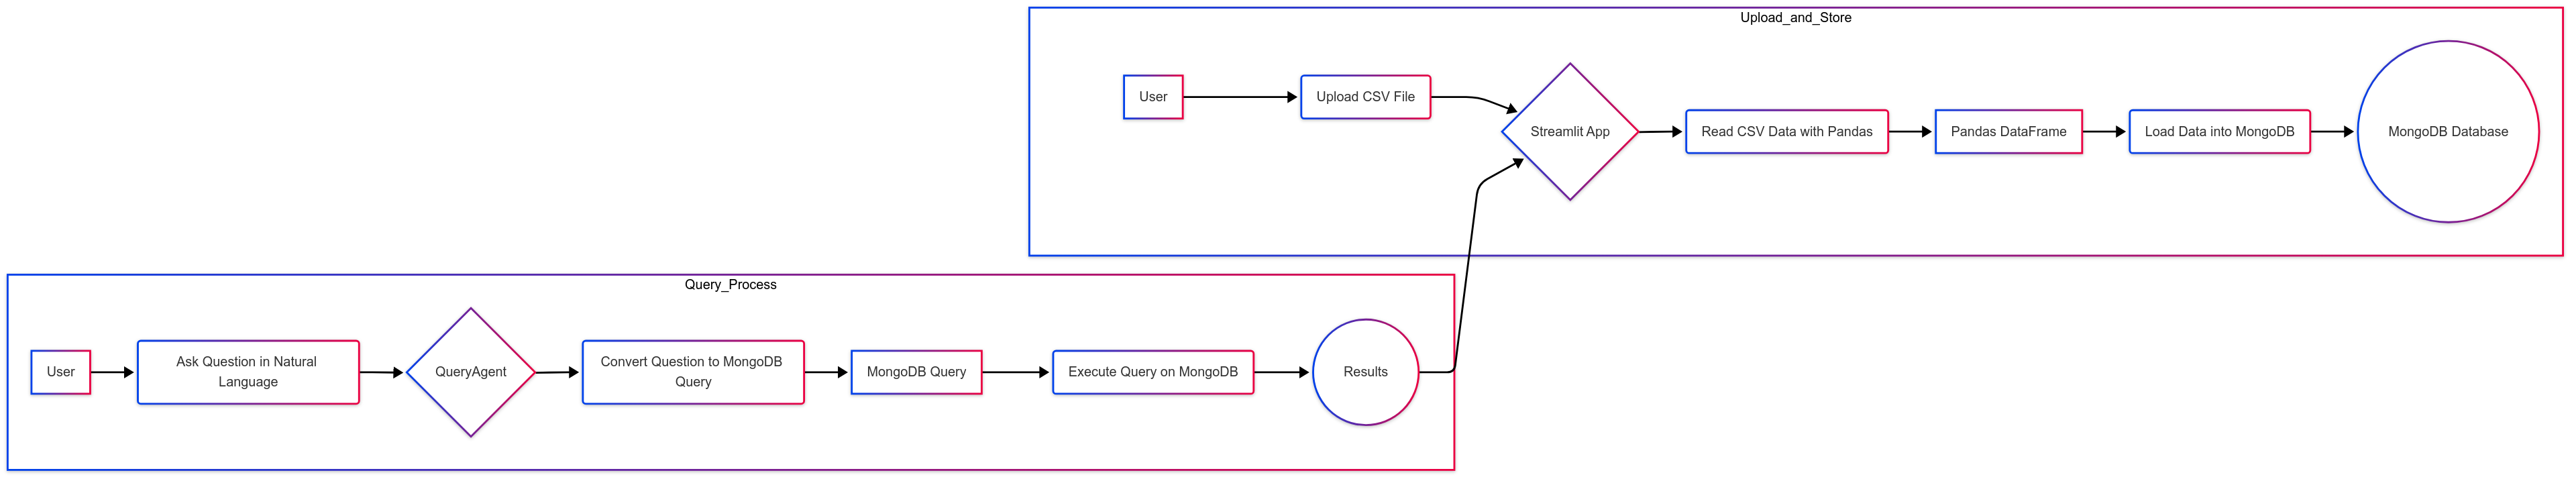 Upload_and_Store
User
Upload CSV File
Streamlit App
Read CSV Data with Pandas
Pandas DataFrame
Load Data into MongoDB
MongoDB Database
Query_Process
User
Ask Question in Natural
Language
QueryAgent
Convert Question to MongoDB
Query
MongoDB Query
Execute Query on MongoDB
Results